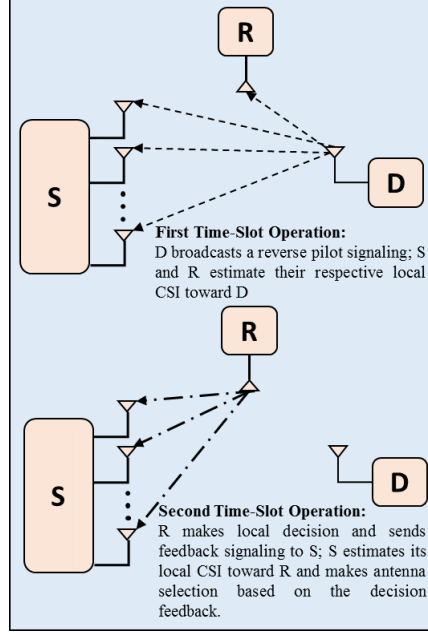 R
S
D
First Time-Slot Operation:
D broadcasts a reverse pilot signaling; S
and R estimate their respective local
CSI toward D
R
S
D
Second Time-Slot Operation:
R makes local decision and sends
feedback signaling to S; S estimates its
local CSI toward R and makes antenna
selection based on the decision
feedback.